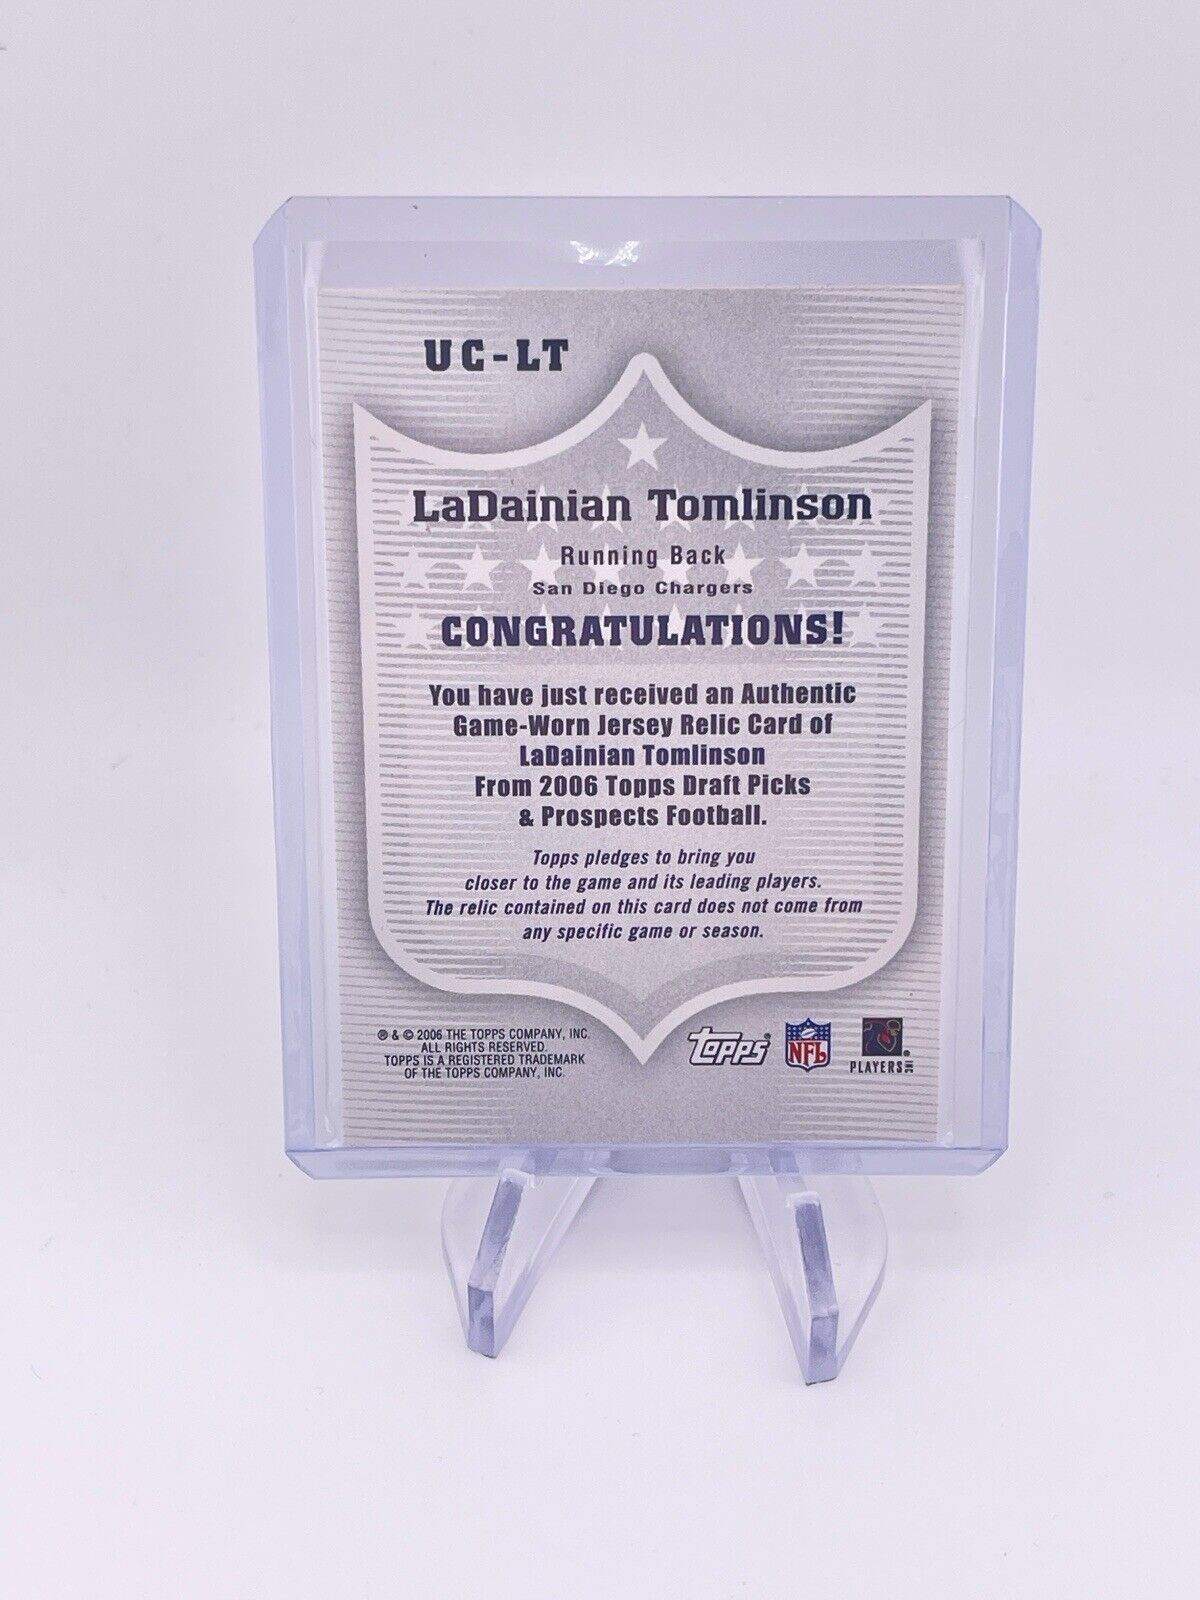 UC-LT
LaDainian Tomlinson
Running Back
San Diego Chargers
CONGRATULATIONS!
You have just received an Authentic
Game-Worn Jersey Relic Card of
LaDainian Tomlinson
From 2006 Topps Draft Picks
& Prospects Football.
Topps pledges to bring you
closer to the game and its leading players.
The relic contained on this card does not come from
any specific game or season.
® & © 2006 THE TOPPS COMPANY, INC.
ALL RIGHTS RESERVED.
TOPPS IS A REGISTERED TRADEMARK
OF THE TOPPS COMPANY, INC.
topps®
NFL
PLAYERS INC ®